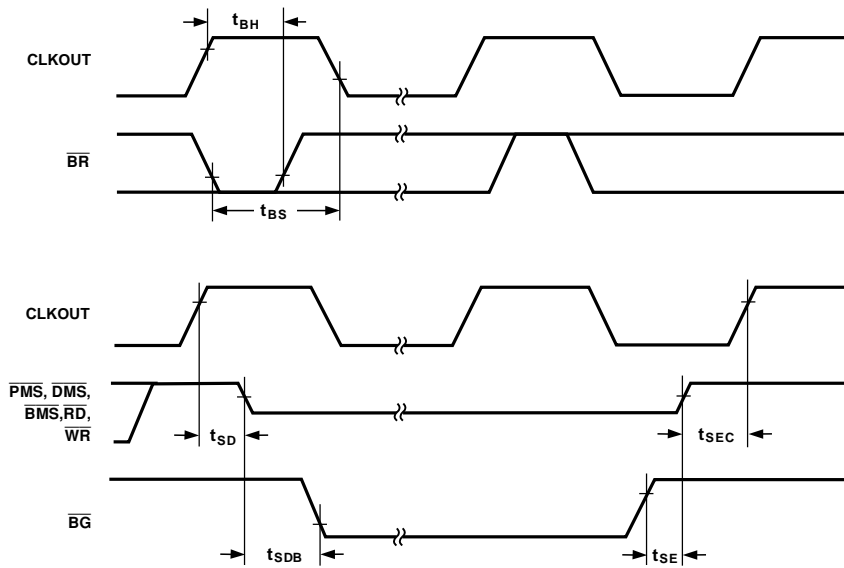 tBH
CLKOUT
BR
tBS
CLKOUT
PMS, DMS,
BMS,RD,
WR
tSD
tSEC
BG
tSDB
tSE